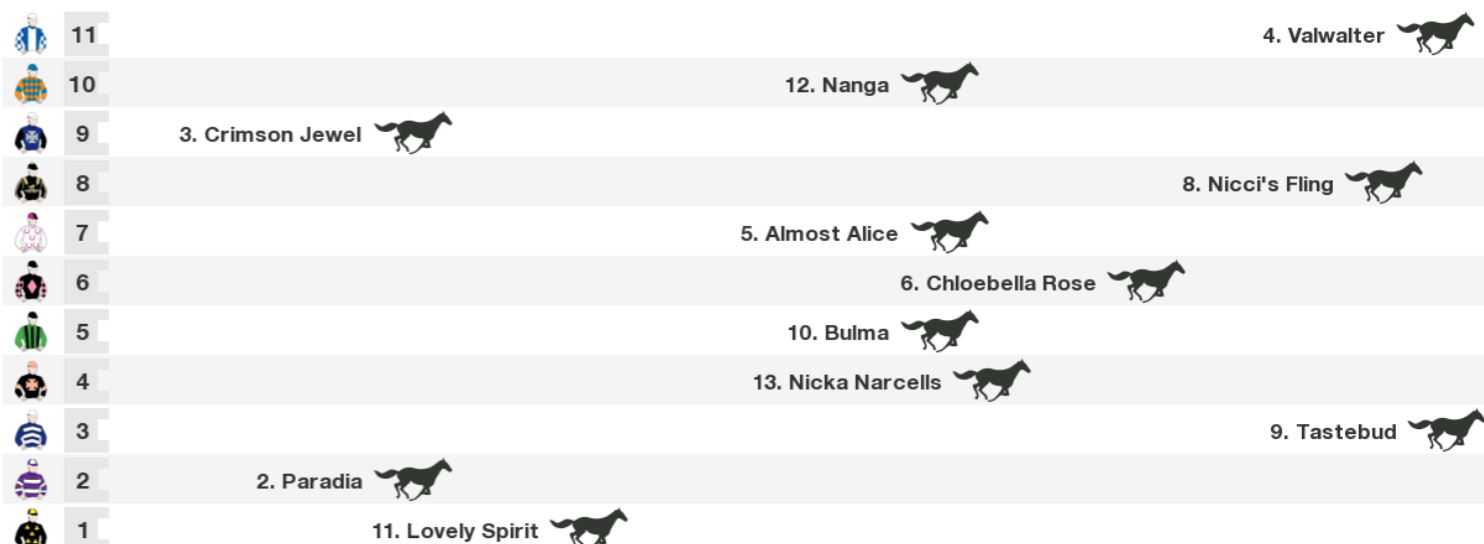 11 4. Valwalter
10 12. Nanga
9 3. Crimson Jewel
8 8. Nicci's Fling
7 5. Almost Alice
6 6. Chloebella Rose
5 10. Bulma
4 13. Nicka Narcells
3 9. Tastebud
2 2. Paradia
1 11. Lovely Spirit